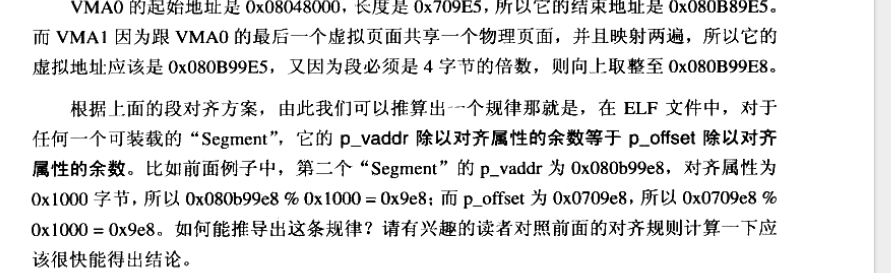 VMA0 的起始地址是 0x08048000，长度是 0x709E5，所以它的结束地址是 0x080B89E5。
而 VMA1 因为跟 VMA0 的最后一个虚拟页面共享一个物理页面，并且映射两遍，所以它的
虚拟地址应该是 0x080B99E5，又因为段必须是 4 字节的倍数，则向上取整至 0x080B99E8。
根据上面的段对齐方案，由此我们可以推算出一个规律那就是，在 ELF 文件中，对于
任何一个可装载的“Segment”，它的 p_vaddr 除以对齐属性的余数等于 p_offset 除以对齐
属性的余数。比如前面例子中，第二个“Segment”的 p_vaddr 为 0x080b99e8，对齐属性为
0x1000 字节，所以 0x080b99e8 % 0x1000 = 0x9e8；而 p_offset 为 0x0709e8，所以 0x0709e8 %
0x1000 = 0x9e8。如何能推导出这条规律？请有兴趣的读者对照前面的对齐规则计算一下应
该很快能得出结论。